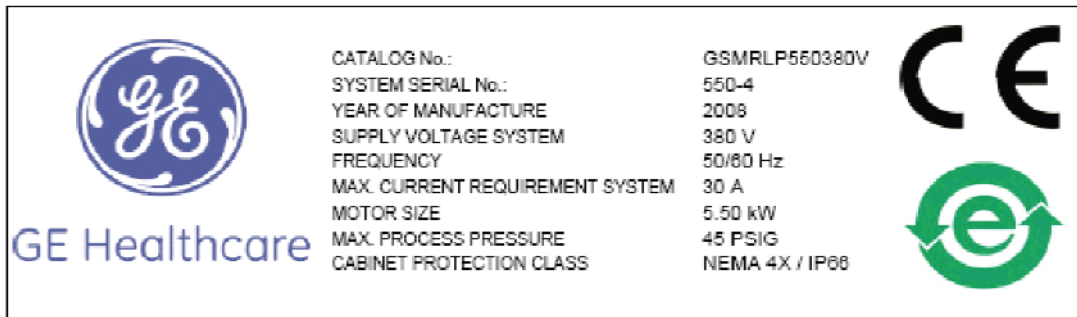 GE
GE Healthcare
CATALOG No.: GSMRLP550380V
SYSTEM SERIAL No.: 550-4
YEAR OF MANUFACTURE 2008
SUPPLY VOLTAGE SYSTEM 380 V
FREQUENCY 50/60 Hz
MAX. CURRENT REQUIREMENT SYSTEM 30 A
MOTOR SIZE 5.50 kW
MAX. PROCESS PRESSURE 45 PSIG
CABINET PROTECTION CLASS NEMA 4X / IP66
CE
e